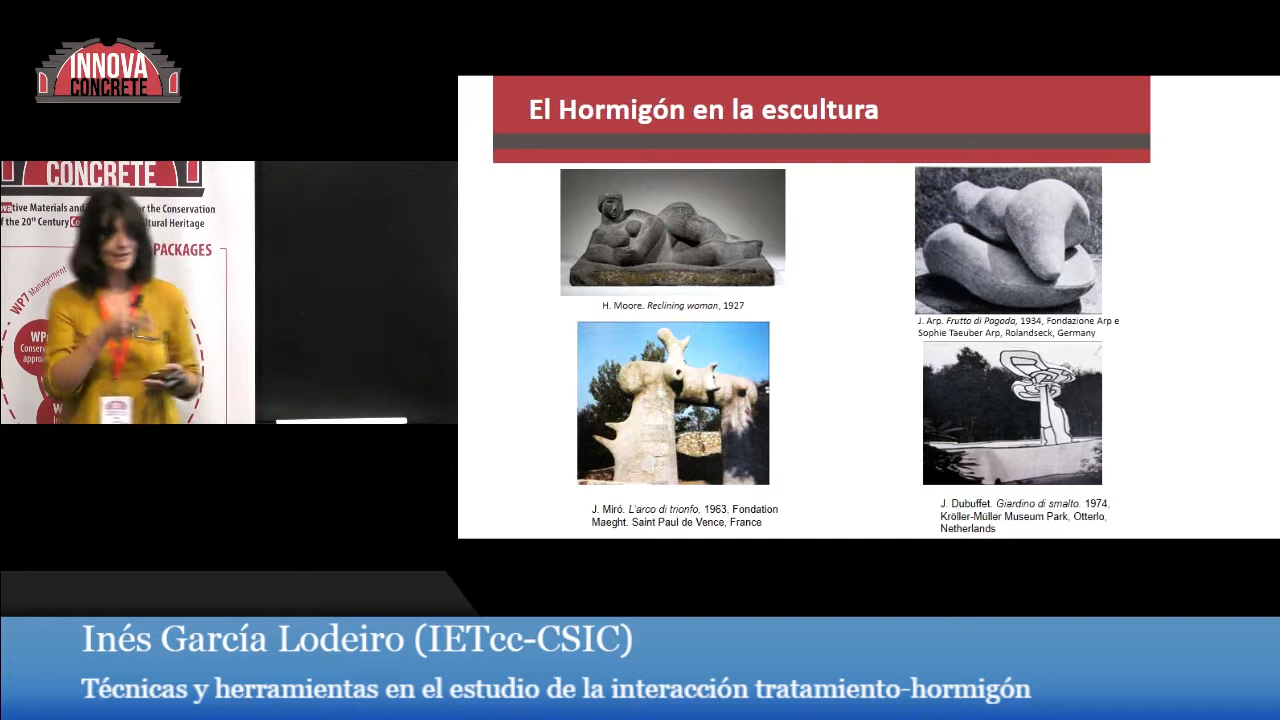 INNOVA
CONCRETE
El Hormigón en la escultura
CONCRETE
tive Materials and
r the Conservation
f the 20th Century
ltural Heritage
PACKAGES
WP7 Management
Conserv
appro
H. Moore. Reclining woman, 1927
J. Arp. Frutto di Pagoda, 1934, Fondazione Arp e
Sophie Taeuber Arp, Rolandseck, Germany
J. Miró. L'arco di trionfo, 1963, Fondation
Maeght. Saint Paul de Vence, France
J. Dubuffet. Giardino di smalto. 1974,
Kröller-Müller Museum Park, Otterlo,
Netherlands
Inés García Lodeiro (IETcc-CSIC)
Técnicas y herramientas en el estudio de la interacción tratamiento-hormigón